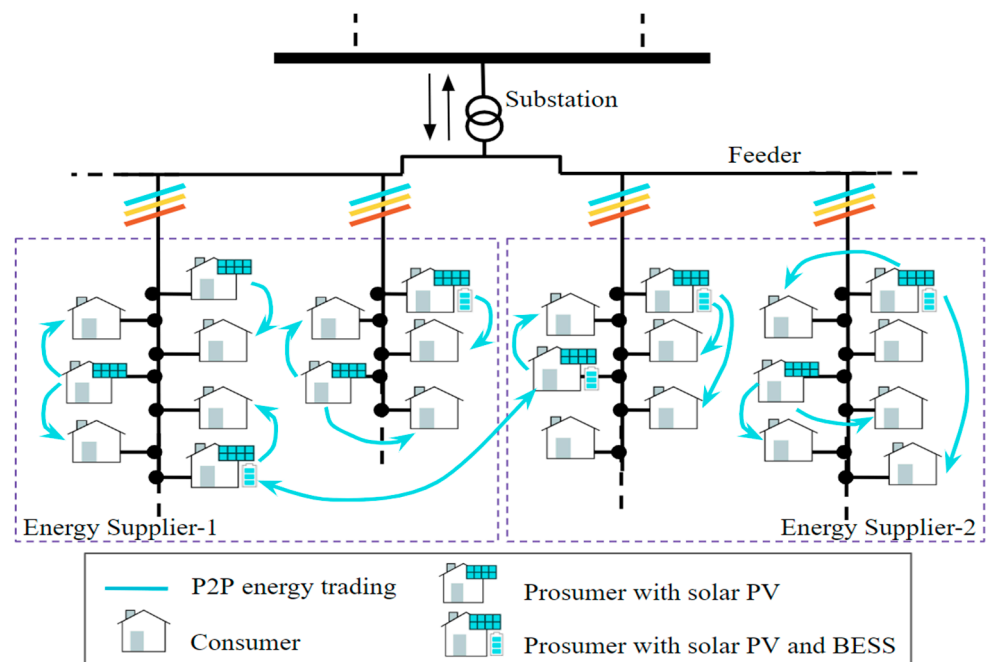 Substation
Feeder
Energy Supplier-1
Energy Supplier-2
P2P energy trading
Prosumer with solar PV
Consumer
Prosumer with solar PV and BESS